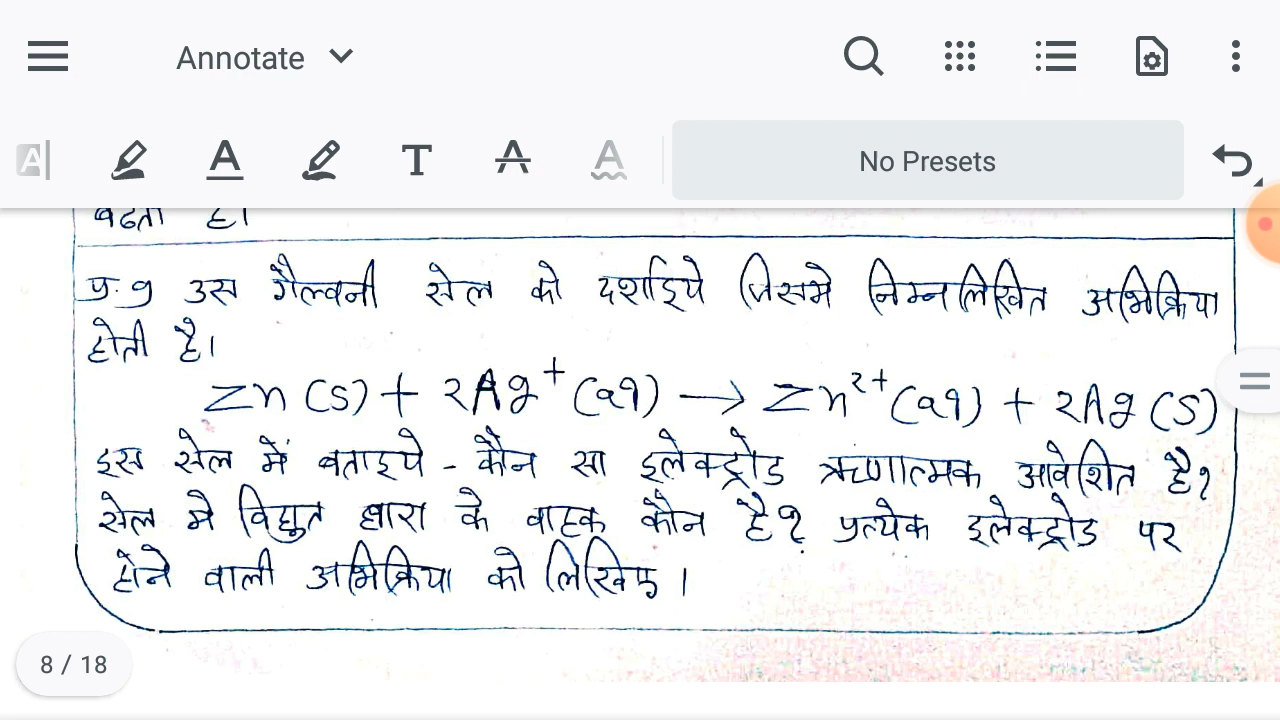 Annotate
No Presets
बढता है।
प्र.9 उस गैल्वनी सेल को दर्शाइये जिसमे निम्नलिखित अभिक्रिया
होती है।
Zn (S) + 2Ag⁺ (aq) → Zn²⁺ (aq) + 2Ag (S)
इस सेल में बताइये - कौन सा इलेक्ट्रोड ऋणात्मक आवेशित है?
सेल मे विद्युत धारा के वाहक कौन है? प्रत्येक इलेक्ट्रोड पर
होने वाली अभिक्रिया को लिखिए।
8 / 18